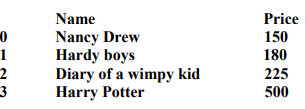 Name Price
0 Nancy Drew 150
1 Hardy boys 180
2 Diary of a wimpy kid 225
3 Harry Potter 500